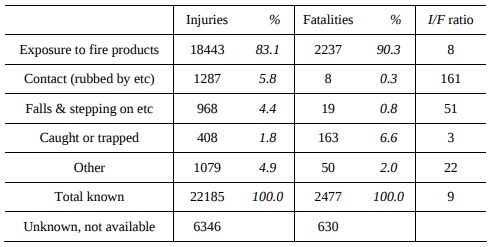 Injuries % Fatalities % I/F ratio
Exposure to fire products 18443 83.1 2237 90.3 8
Contact (rubbed by etc) 1287 5.8 8 0.3 161
Falls & stepping on etc 968 4.4 19 0.8 51
Caught or trapped 408 1.8 163 6.6 3
Other 1079 4.9 50 2.0 22
Total known 22185 100.0 2477 100.0 9
Unknown, not available 6346 630